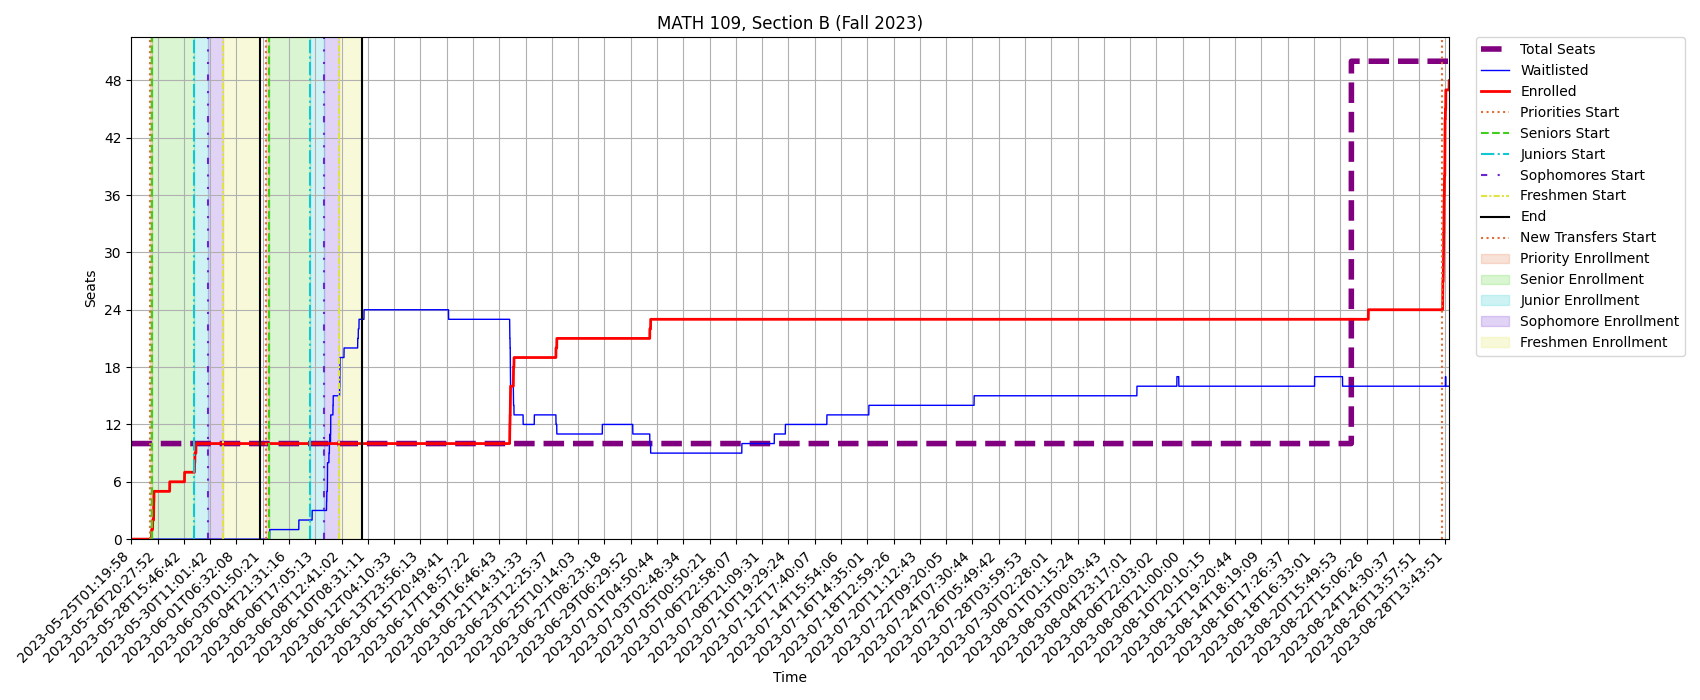 MATH 109, Section B (Fall 2023)
Seats
48
42
36
30
24
18
12
6
0
2023-05-25T01:19:58
2023-05-26T20:27:52
2023-05-28T15:46:42
2023-05-30T11:01:42
2023-06-01T06:32:08
2023-06-03T01:50:21
2023-06-04T21:31:16
2023-06-06T17:05:13
2023-06-08T12:41:02
2023-06-10T08:31:11
2023-06-12T04:10:33
2023-06-13T23:56:13
2023-06-15T20:49:41
2023-06-17T18:57:22
2023-06-19T16:46:43
2023-06-21T14:31:33
2023-06-23T12:25:37
2023-06-25T10:14:03
2023-06-27T08:23:18
2023-06-29T06:29:52
2023-07-01T04:50:44
2023-07-03T02:48:34
2023-07-05T00:50:21
2023-07-06T22:58:07
2023-07-08T21:09:31
2023-07-10T19:29:24
2023-07-12T17:40:07
2023-07-14T15:54:06
2023-07-16T14:35:01
2023-07-18T12:59:26
2023-07-20T11:12:43
2023-07-22T09:20:05
2023-07-24T07:30:44
2023-07-26T05:49:42
2023-07-28T03:59:53
2023-07-30T02:28:01
2023-08-01T01:15:24
2023-08-03T00:03:43
2023-08-04T23:17:01
2023-08-06T22:03:02
2023-08-08T21:00:00
2023-08-10T20:10:15
2023-08-12T19:20:44
2023-08-14T18:19:09
2023-08-16T17:26:37
2023-08-18T16:33:01
2023-08-20T15:49:53
2023-08-22T15:06:26
2023-08-24T14:30:37
2023-08-26T13:57:51
2023-08-28T13:43:51
Time
Total Seats
Waitlisted
Enrolled
Priorities Start
Seniors Start
Juniors Start
Sophomores Start
Freshmen Start
End
New Transfers Start
Priority Enrollment
Senior Enrollment
Junior Enrollment
Sophomore Enrollment
Freshmen Enrollment